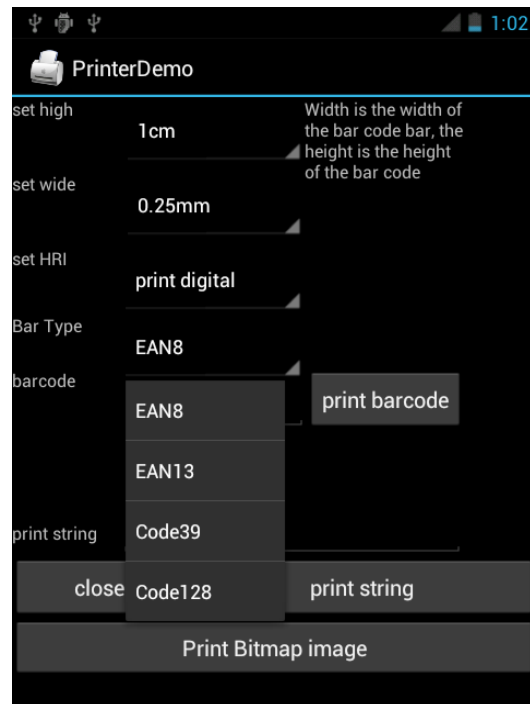 1:02
PrinterDemo
set high
1cm
Width is the width of
the bar code bar, the
height is the height
of the bar code
set wide
0.25mm
set HRI
print digital
Bar Type
EAN8
barcode
print barcode
EAN8
EAN13
Code39
Code128
print string
close
print string
Print Bitmap image